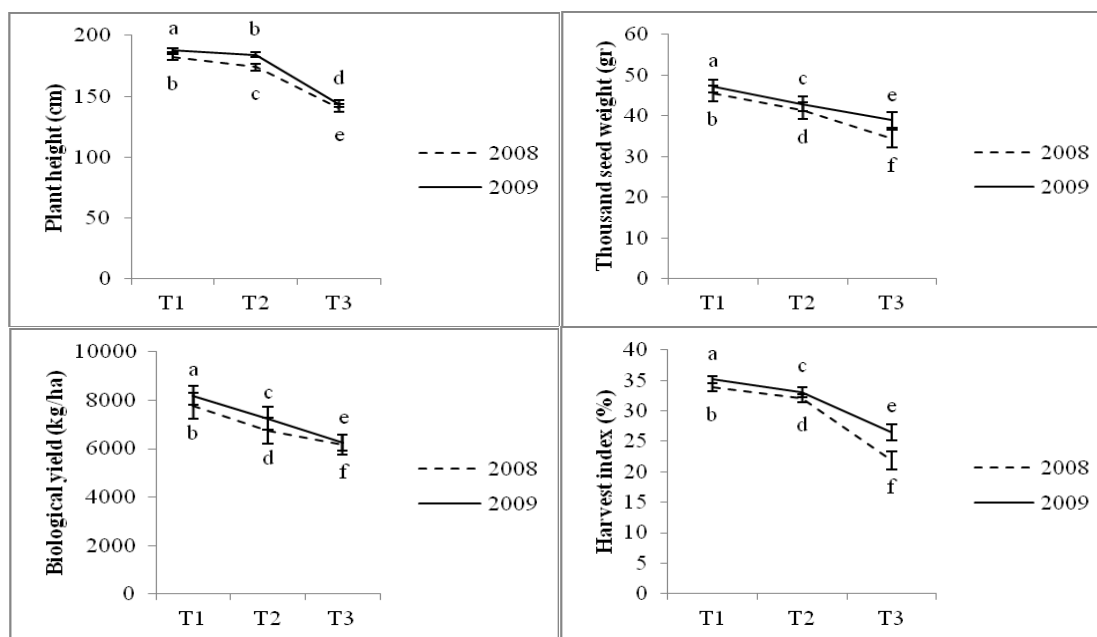 Plant height (cm)
200
150
100
50
0
a
b
d
b
c
e
T1
T2
T3
2008
2009
Thousand seed weight (gr)
60
50
40
30
20
10
0
a
c
e
b
d
f
T1
T2
T3
2008
2009
Biological yield (kg/ha)
10000
8000
6000
4000
2000
0
a
c
e
b
d
f
T1
T2
T3
2008
2009
Harvest index (%)
40
35
30
25
20
15
10
5
0
a
c
e
b
d
f
T1
T2
T3
2008
2009